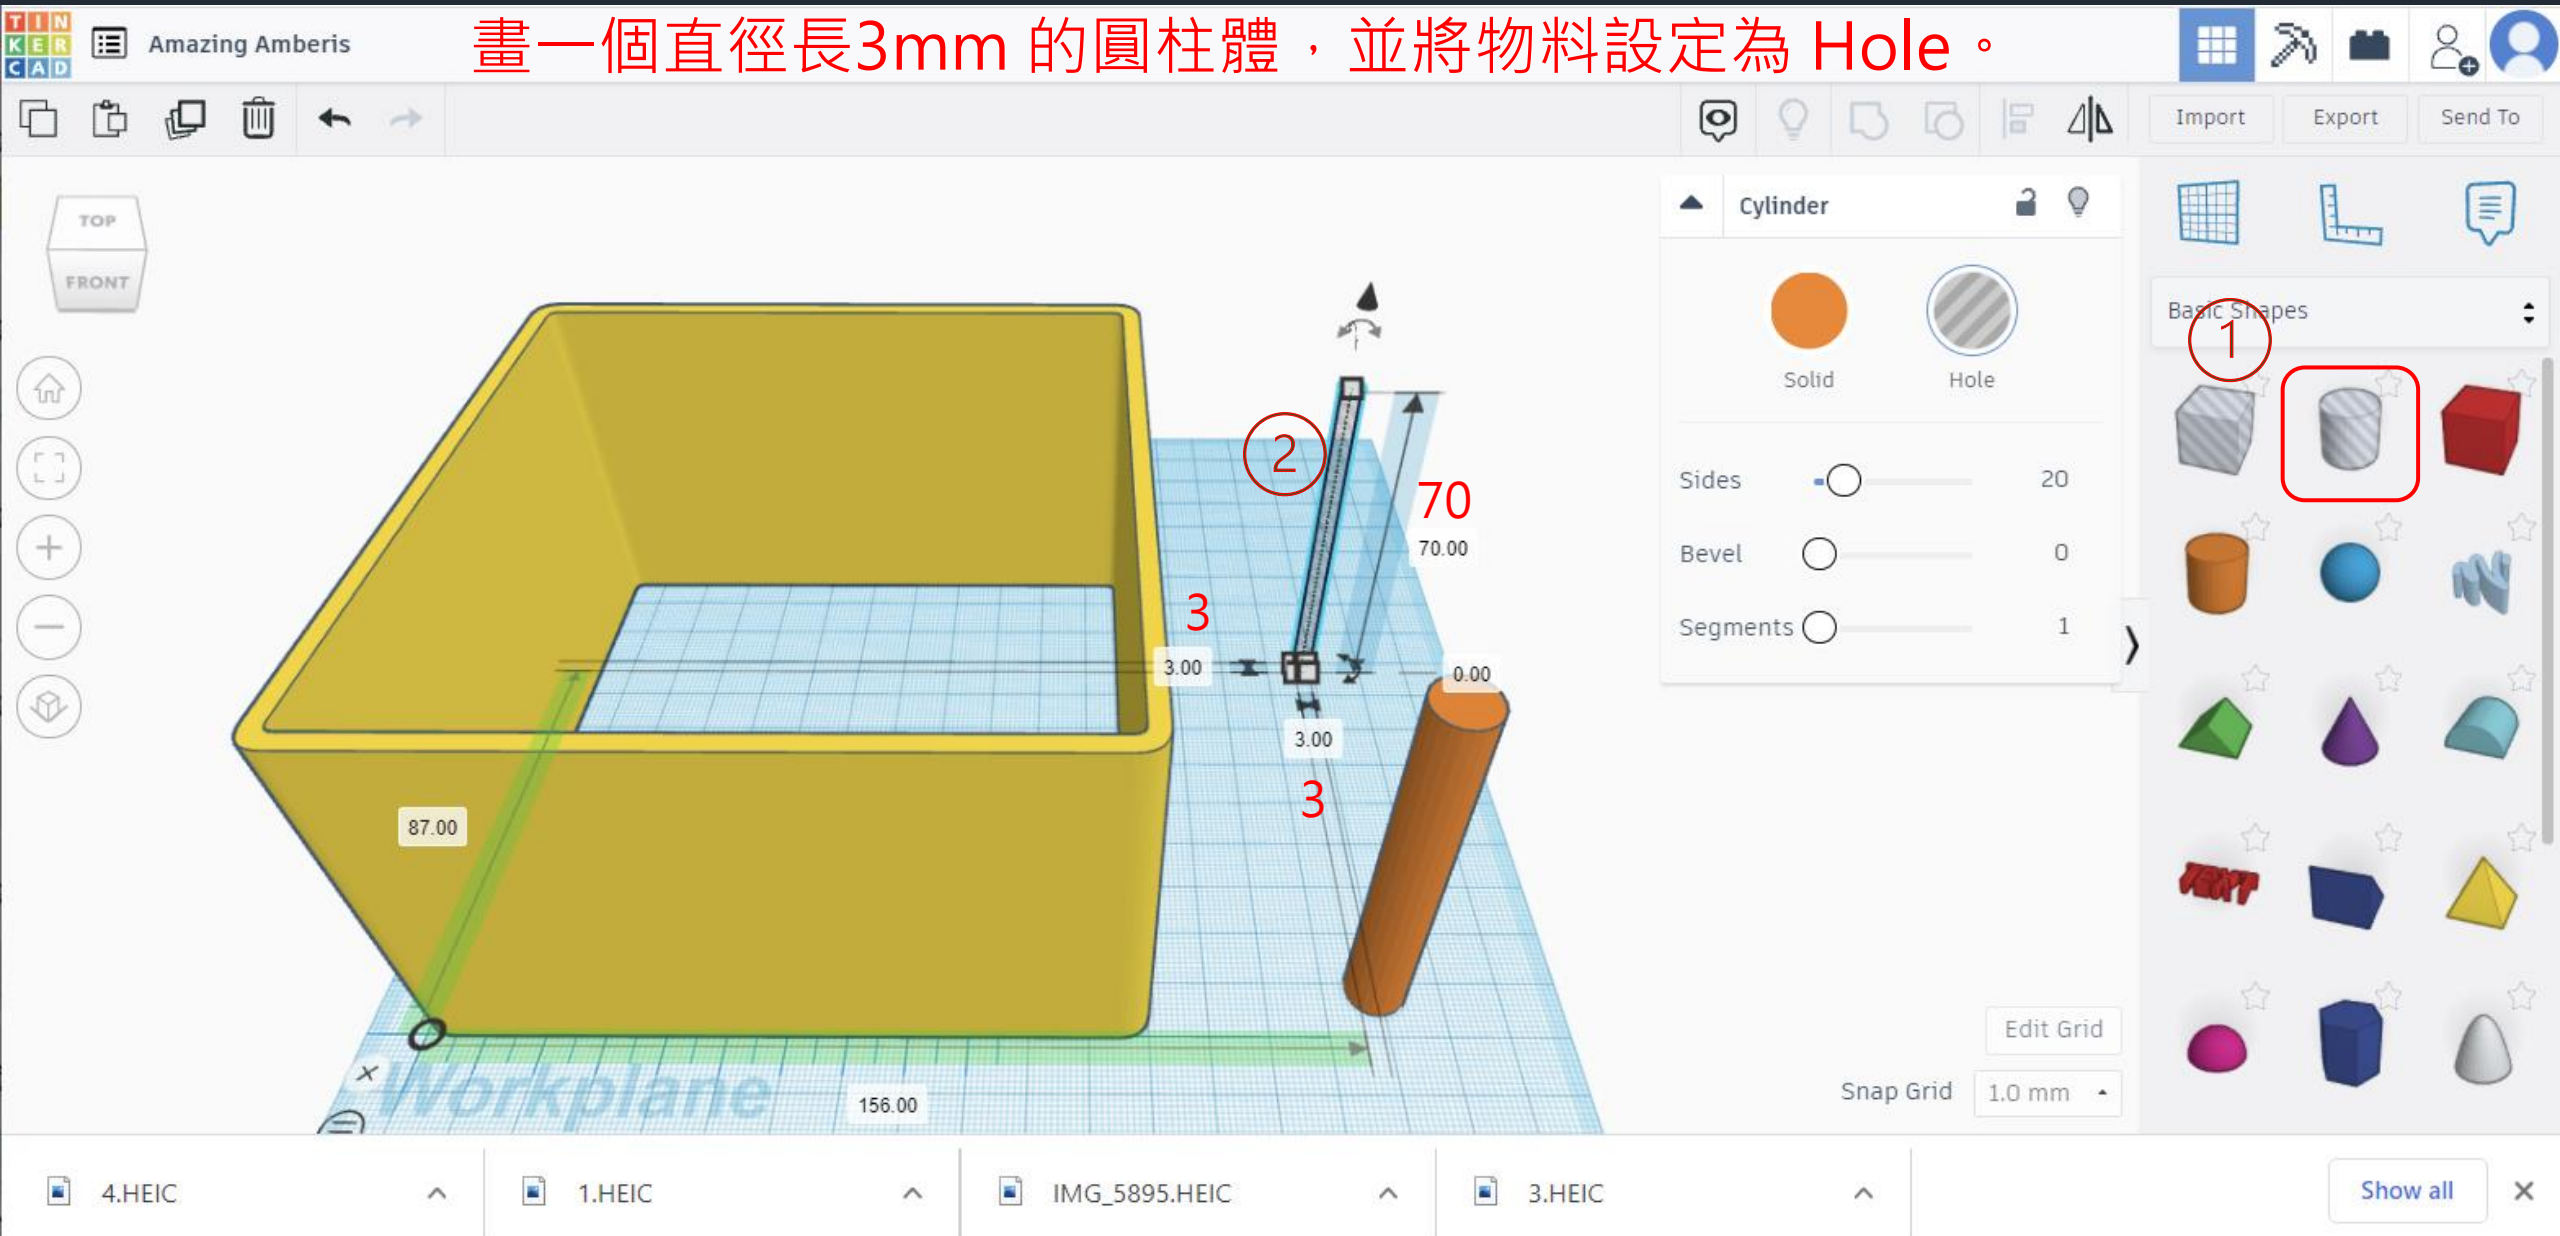 TINKERCAD
Amazing Amberis
畫一個直徑長3mm 的圓柱體，並將物料設定為 Hole。
Import
Export
Send To
TOP
FRONT
Cylinder
Solid
Hole
Sides
20
Bevel
0
Segments
1
Basic Shapes
1
2
70
70.00
3
3.00
0.00
3.00
3
87.00
156.00
Workplane
TEXT
Edit Grid
Snap Grid
1.0 mm
4.HEIC
1.HEIC
IMG_5895.HEIC
3.HEIC
Show all